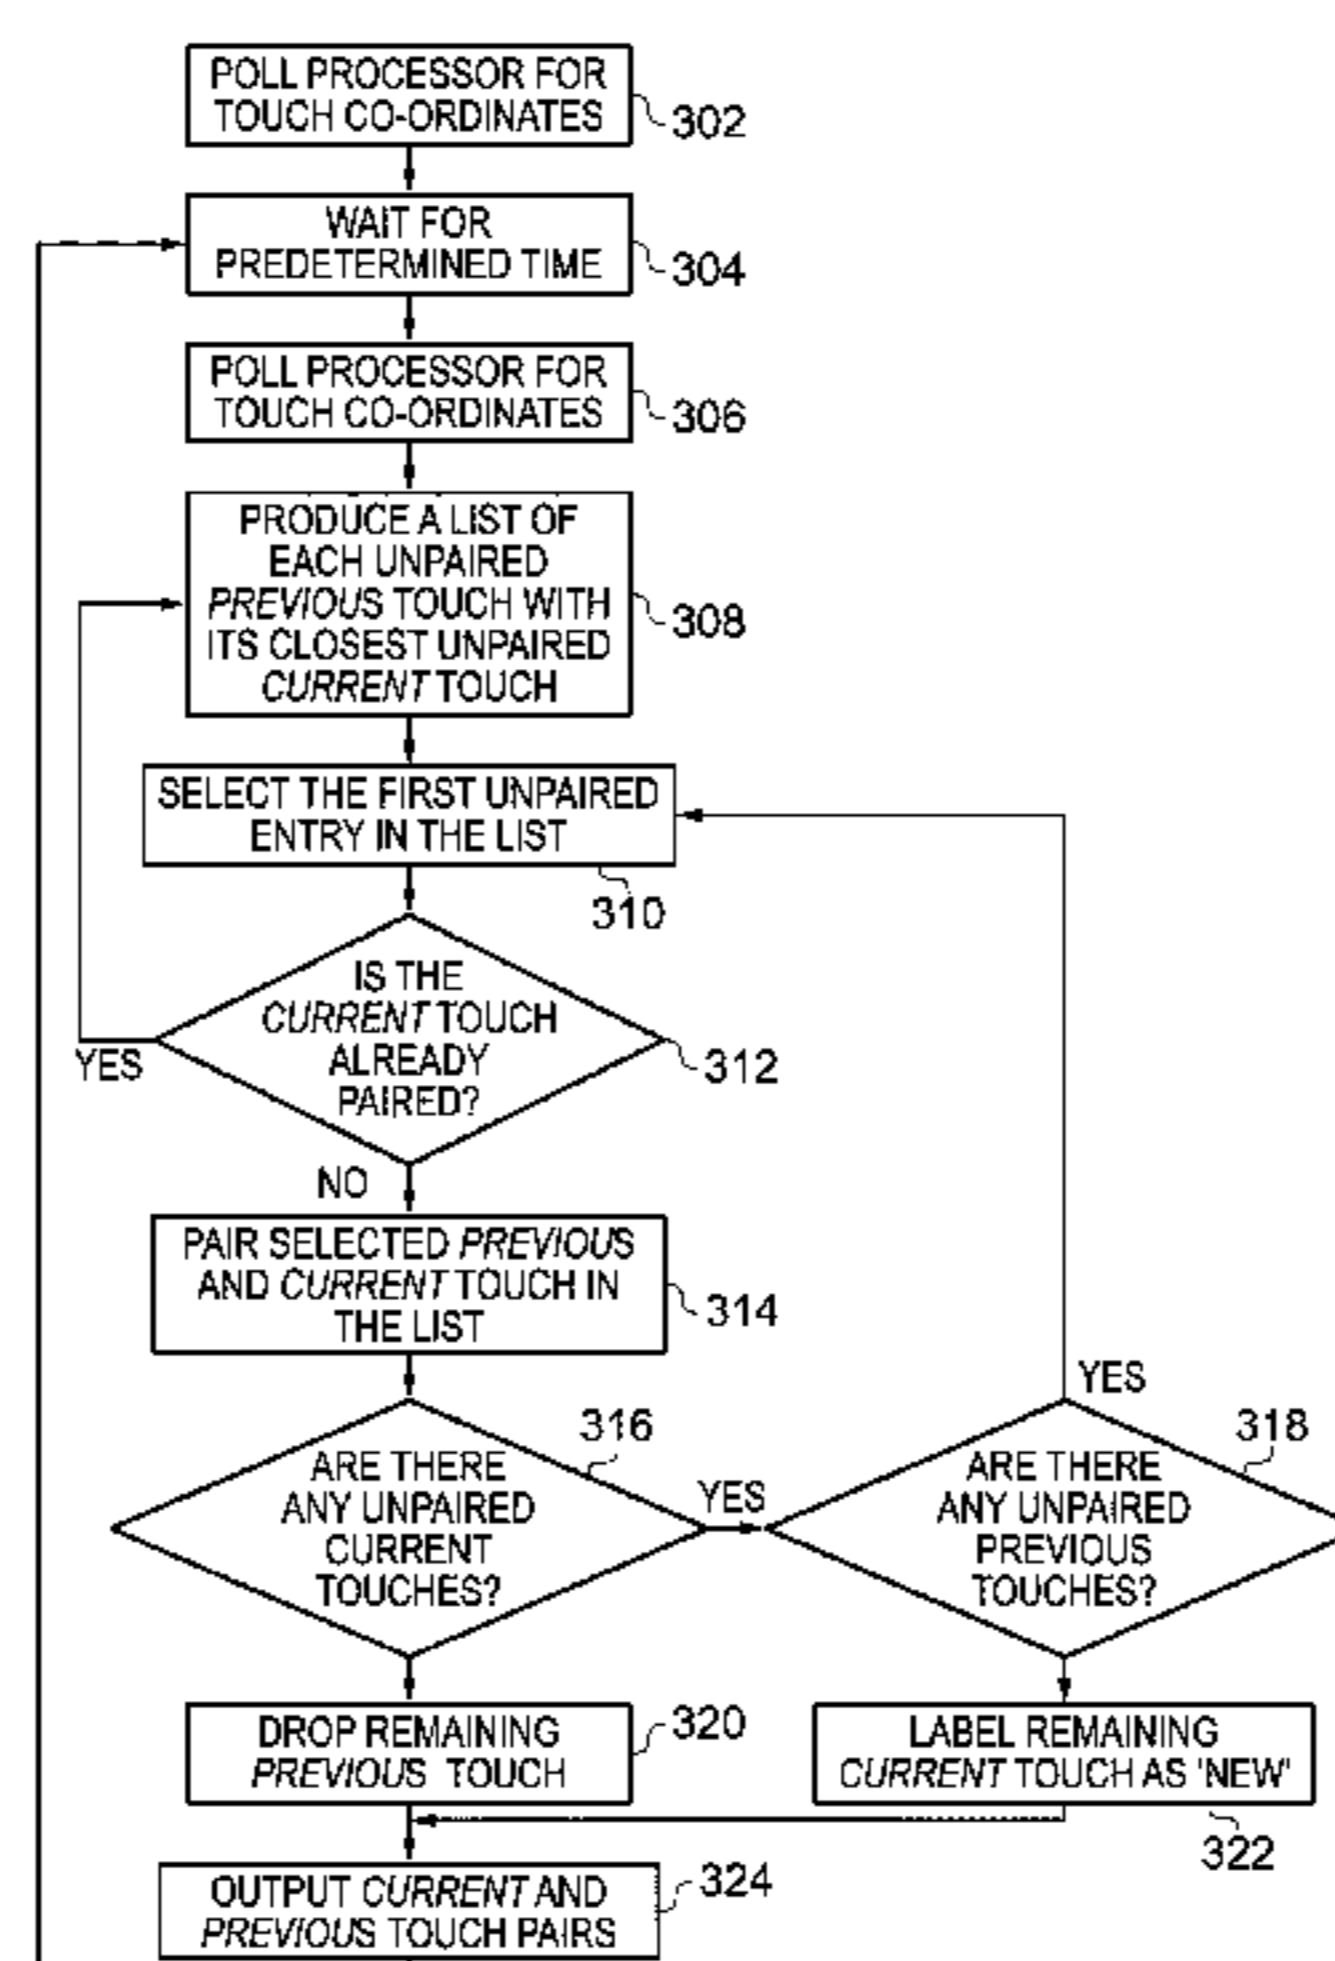 POLL PROCESSOR FOR
TOUCH CO-ORDINATES
302
WAIT FOR
PREDETERMINED TIME
304
POLL PROCESSOR FOR
TOUCH CO-ORDINATES
306
PRODUCE A LIST OF
EACH UNPAIRED
PREVIOUS TOUCH WITH
ITS CLOSEST UNPAIRED
CURRENT TOUCH
308
SELECT THE FIRST UNPAIRED
ENTRY IN THE LIST
310
IS THE
CURRENT TOUCH
ALREADY
PAIRED?
312
YES
NO
PAIR SELECTED PREVIOUS
AND CURRENT TOUCH IN
THE LIST
314
ARE THERE
ANY UNPAIRED
CURRENT
TOUCHES?
316
YES
ARE THERE
ANY UNPAIRED
PREVIOUS
TOUCHES?
318
YES
DROP REMAINING
PREVIOUS TOUCH
320
LABEL REMAINING
CURRENT TOUCH AS 'NEW'
322
OUTPUT CURRENT AND
PREVIOUS TOUCH PAIRS
324